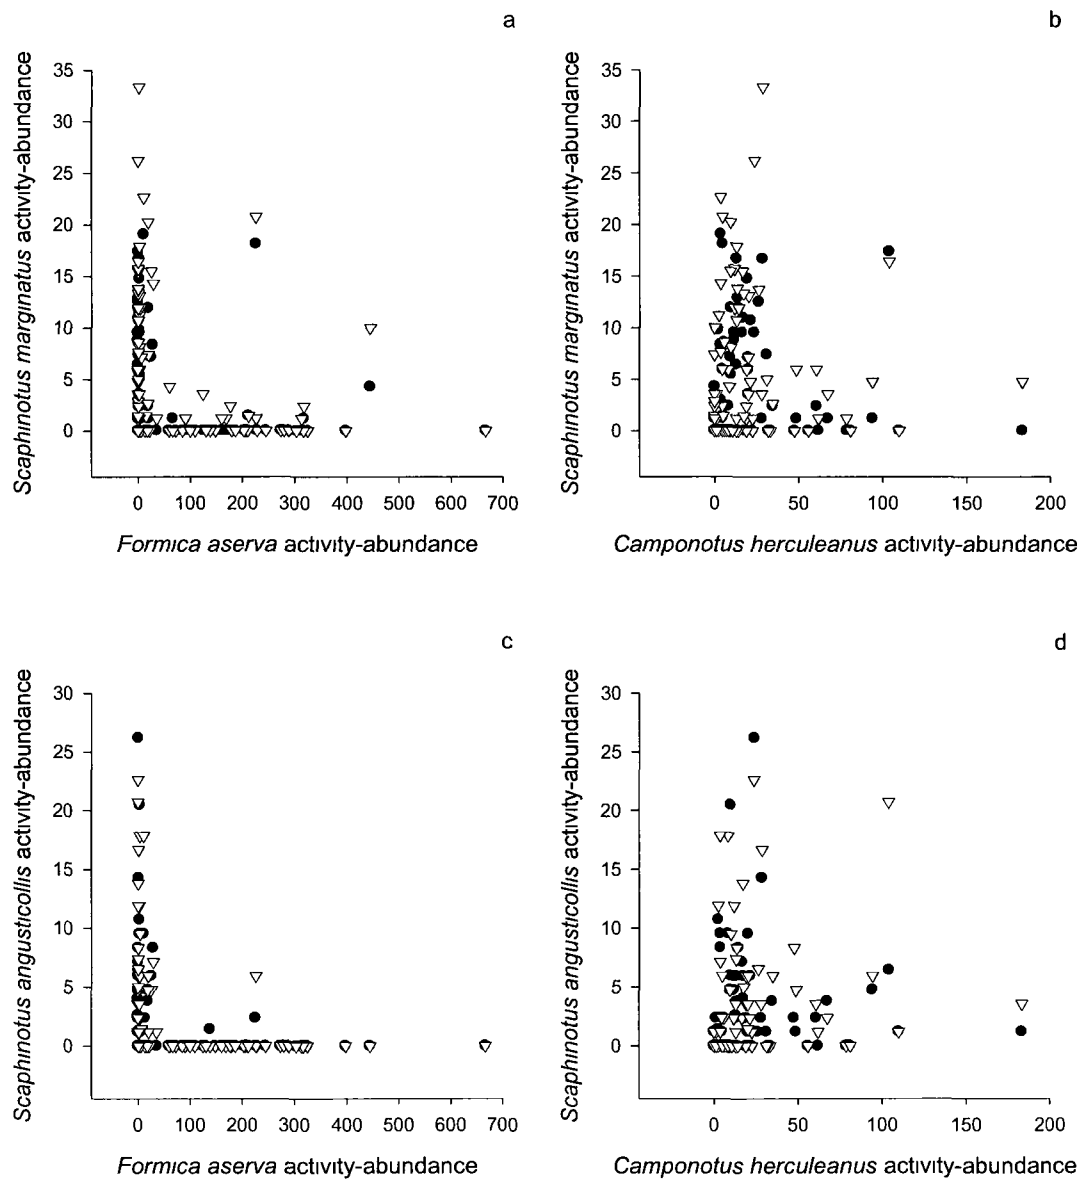 a
b
Scaphinotus marginatus activity-abundance
35
30
25
20
15
10
5
0
0 100 200 300 400 500 600 700
Formica aserva activity-abundance
Scaphinotus marginatus activity-abundance
35
30
25
20
15
10
5
0
0 50 100 150 200
Camponotus herculeanus activity-abundance
c
d
Scaphinotus angusticollis activity-abundance
30
25
20
15
10
5
0
0 100 200 300 400 500 600 700
Formica aserva activity-abundance
Scaphinotus angusticollis activity-abundance
30
25
20
15
10
5
0
0 50 100 150 200
Camponotus herculeanus activity-abundance